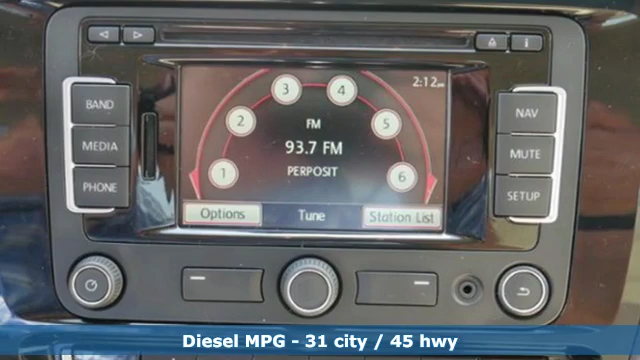 BAND
MEDIA
PHONE
2:12
3
4
2
5
1
6
FM
93.7 FM
PERPOSIT
Options
Tune
Station List
NAV
MUTE
SETUP
i
Diesel MPG - 31 city / 45 hwy